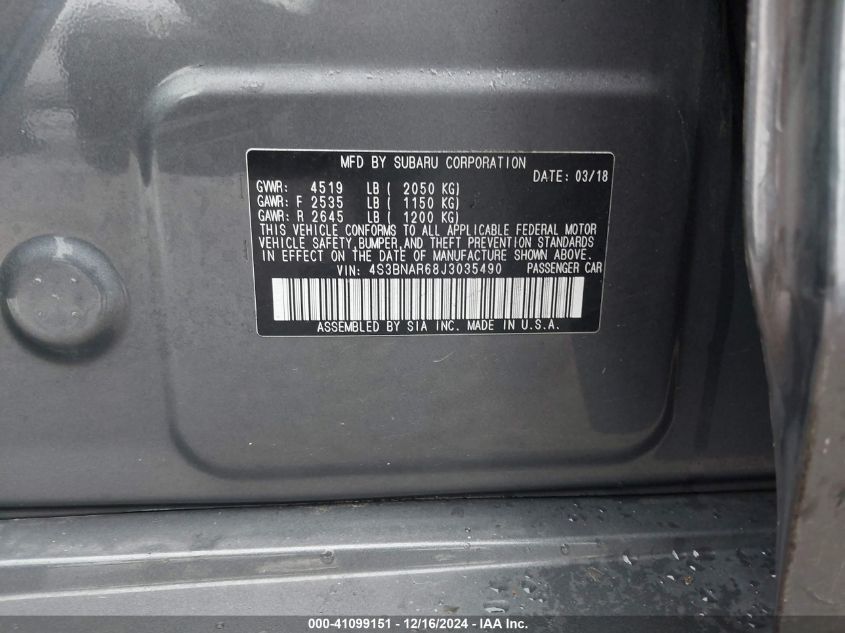 MFD BY SUBARU CORPORATION
DATE: 03/18
GVWR: 4519 LB ( 2050 KG)
GAWR: F 2535 LB ( 1150 KG)
GAWR: R 2645 LB ( 1200 KG)
THIS VEHICLE CONFORMS TO ALL APPLICABLE FEDERAL MOTOR
VEHICLE SAFETY,BUMPER,AND THEFT PREVENTION STANDARDS
IN EFFECT ON THE DATE OF MANUFACTURE SHOWN ABOVE.
VIN: 4S3BNAR68J3035490 PASSENGER CAR
ASSEMBLED BY SIA INC. MADE IN U.S.A.
000-41099151 - 12/16/2024 - IAA, Inc.